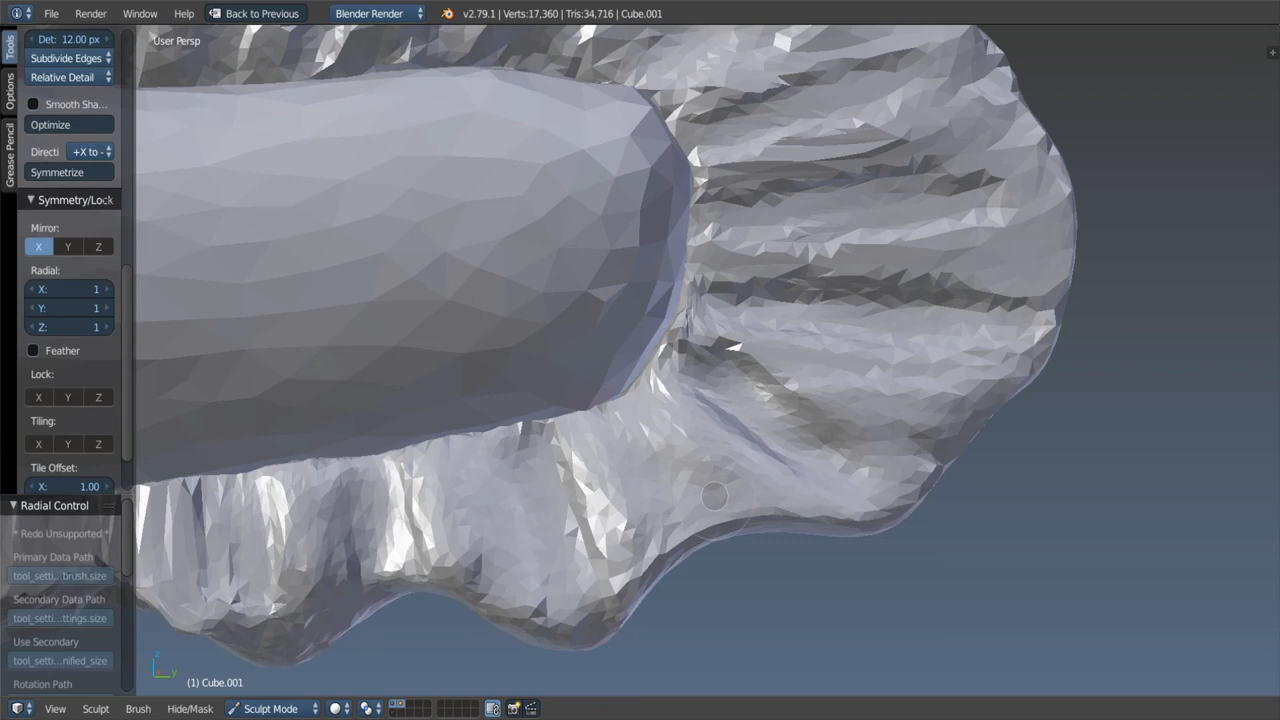 File Render Window Help Back to Previous Blender Render v2.79.1 | Verts:17,360 | Tris:34,716 | Cube.001
Tools
Options
Grease Pencil
User Persp
Det: 12.00 px
Subdivide Edges
Relative Detail
Smooth Sha...
Optimize
Directi +X to -
Symmetrize
Symmetry/Lock
Mirror:
X Y Z
Radial:
X: 1
Y: 1
Z: 1
Feather
Lock:
X Y Z
Tiling:
X Y Z
Tile Offset:
X: 1.00
Radial Control
* Redo Unsupported *
Primary Data Path
tool_setti...brush.size
Secondary Data Path
tool_setti...ttings.size
Use Secondary
tool_setti...nified_size
Rotation Path
z
y
(1) Cube.001
View Sculpt Brush Hide/Mask Sculpt Mode